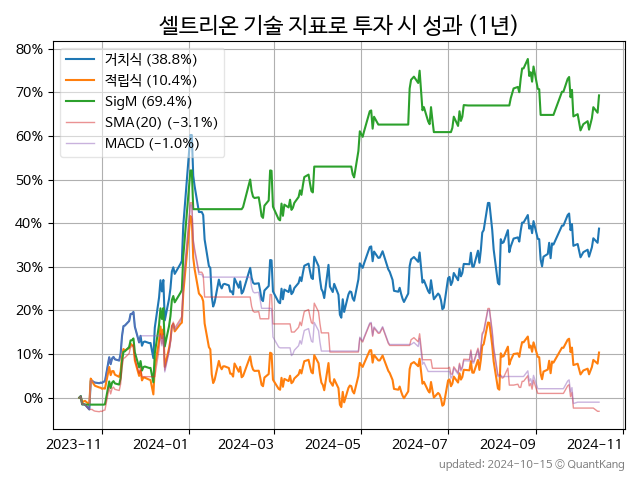 셀트리온 기술 지표로 투자 시 성과 (1년)
80%
70%
60%
50%
40%
30%
20%
10%
0%
거치식 (38.8%)
적립식 (10.4%)
SigM (69.4%)
SMA(20) (−3.1%)
MACD (−1.0%)
2023-11 2024-01 2024-03 2024-05 2024-07 2024-09 2024-11
updated: 2024-10-15 © QuantKang